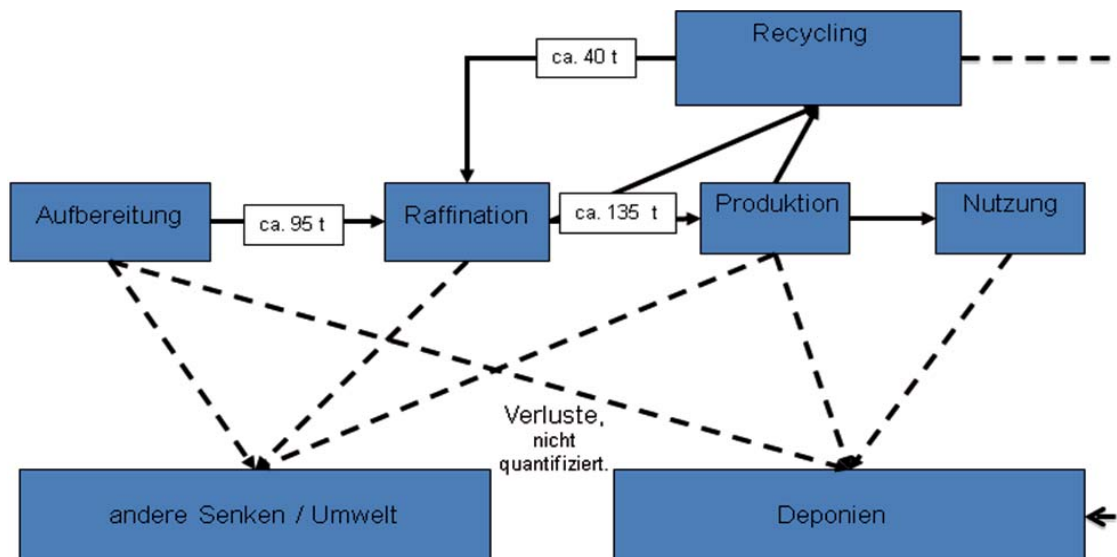 Recycling
ca. 40 t
Aufbereitung
ca. 95 t
Raffination
ca. 135 t
Produktion
Nutzung
Verluste,
nicht
quantifiziert.
andere Senken / Umwelt
Deponien